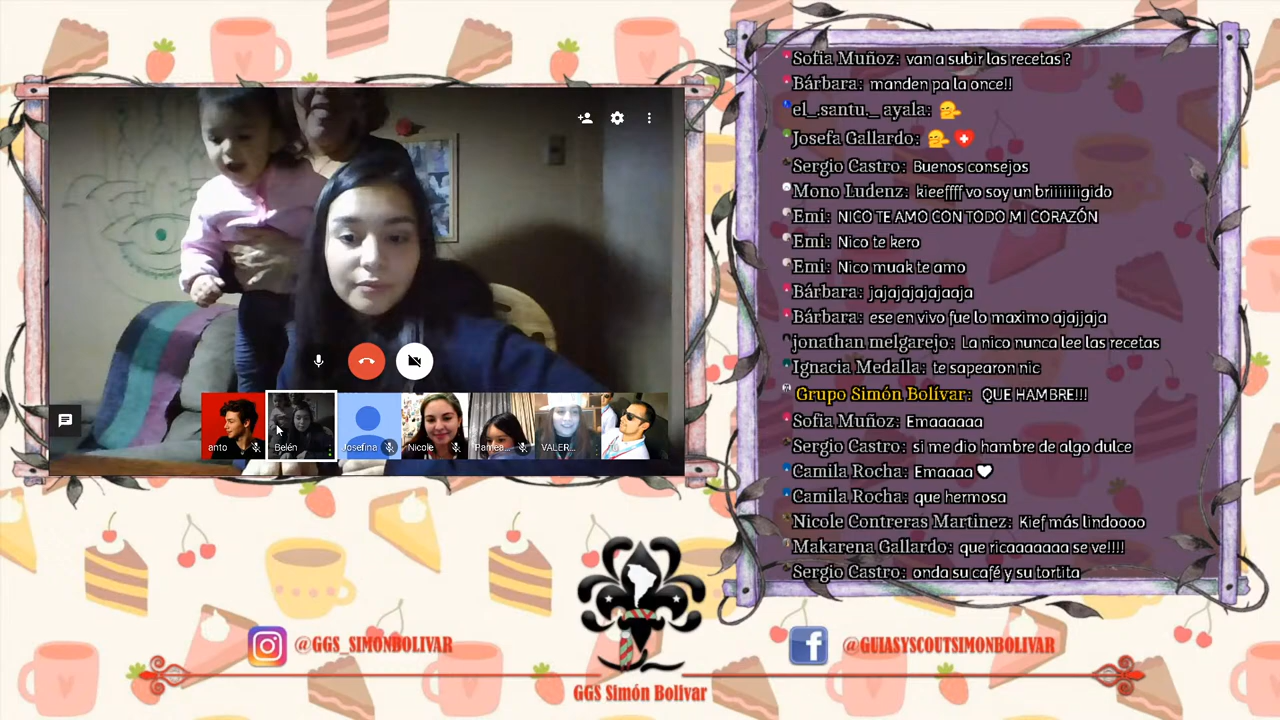 anto
Belén
Josefina
Nicole
Pamea...
VALER...
Sofia Muñoz: van a subir las recetas?
Bárbara: manden pa la once!!
el_.santu._ ayala: 
Josefa Gallardo: 
Sergio Castro: Buenos consejos
Mono Ludenz: kieeffff vo soy un briiiiiigido
Emi: NICO TE AMO CON TODO MI CORAZÓN
Emi: Nico te kero
Emi: Nico muak te amo
Bárbara: jajajajajajaaja
Bárbara: ese en vivo fue lo maximo ajajjaja
jonathan melgarejo: La nico nunca lee las recetas
Ignacia Medalla: te sapearon nic
Grupo Simón Bolívar: QUE HAMBRE!!!
Sofia Muñoz: Emaaaaaa
Sergio Castro: si me dio hambre de algo dulce
Camila Rocha: Emaaaa
Camila Rocha: que hermosa
Nicole Contreras Martinez: Kief más lindoooo
Makarena Gallardo: que ricaaaaaaa se ve!!!!
Sergio Castro: onda su café y su tortita
@GGS_SIMONBOLIVAR
GGS Simón Bolívar
@GUIASYSCOUTSIMONBOLIVAR